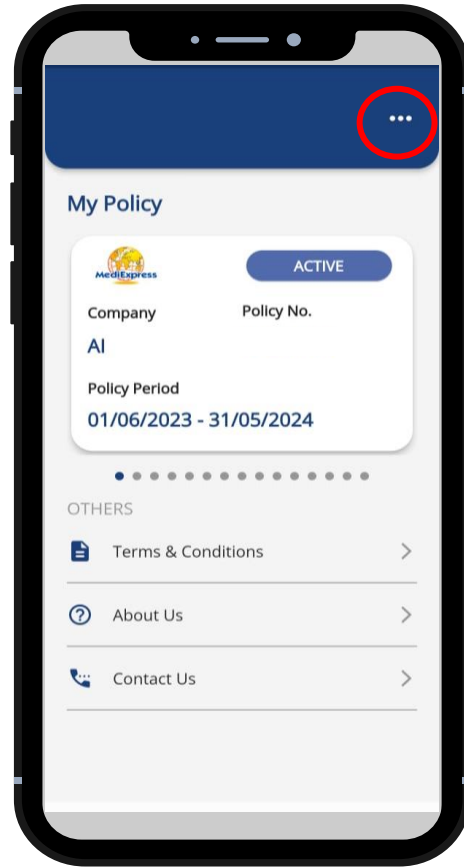 My Policy
MediExpress
ACTIVE
Company
Policy No.
AI
Policy Period
01/06/2023 - 31/05/2024
OTHERS
Terms & Conditions
About Us
Contact Us